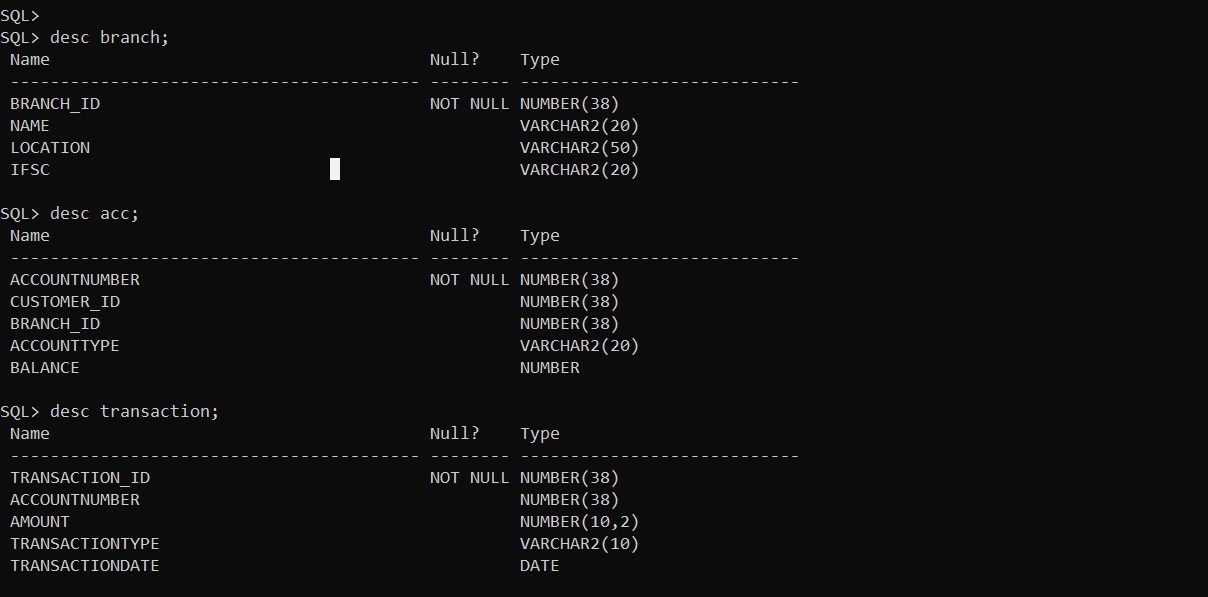 SQL>
SQL> desc branch;
 Name                                      Null?    Type
 ----------------------------------------- -------- ----------------------------
 BRANCH_ID                                 NOT NULL NUMBER(38)
 NAME                                               VARCHAR2(20)
 LOCATION                                           VARCHAR2(50)
 IFSC                                               VARCHAR2(20)

SQL> desc acc;
 Name                                      Null?    Type
 ----------------------------------------- -------- ----------------------------
 ACCOUNTNUMBER                             NOT NULL NUMBER(38)
 CUSTOMER_ID                                        NUMBER(38)
 BRANCH_ID                                          NUMBER(38)
 ACCOUNTTYPE                                        VARCHAR2(20)
 BALANCE                                            NUMBER

SQL> desc transaction;
 Name                                      Null?    Type
 ----------------------------------------- -------- ----------------------------
 TRANSACTION_ID                            NOT NULL NUMBER(38)
 ACCOUNTNUMBER                                      NUMBER(38)
 AMOUNT                                             NUMBER(10,2)
 TRANSACTIONTYPE                                    VARCHAR2(10)
 TRANSACTIONDATE                                    DATE